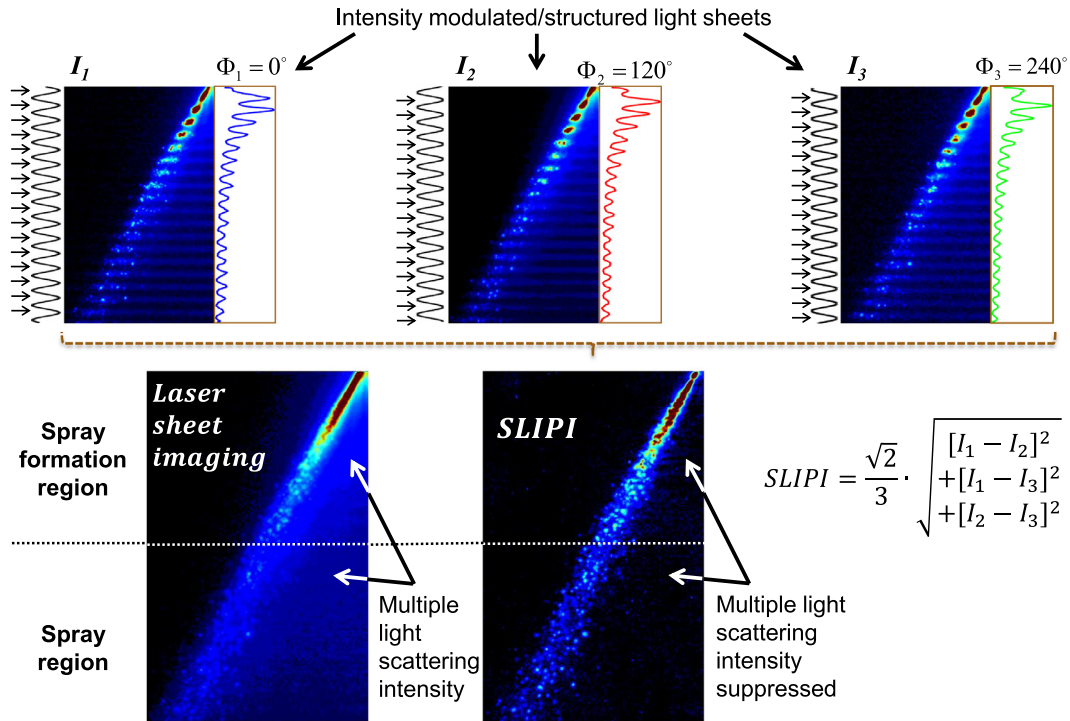 Intensity modulated/structured light sheets
I₁
Φ₁ = 0°
I₂
Φ₂ = 120°
I₃
Φ₃ = 240°
Laser
sheet
imaging
SLIPI
Spray
formation
region
Spray
region
Multiple
light
scattering
intensity
Multiple light
scattering
intensity
suppressed
SLIPI = √2/3 · √([I₁ − I₂]²
+[I₁ − I₃]²
+[I₂ − I₃]²)